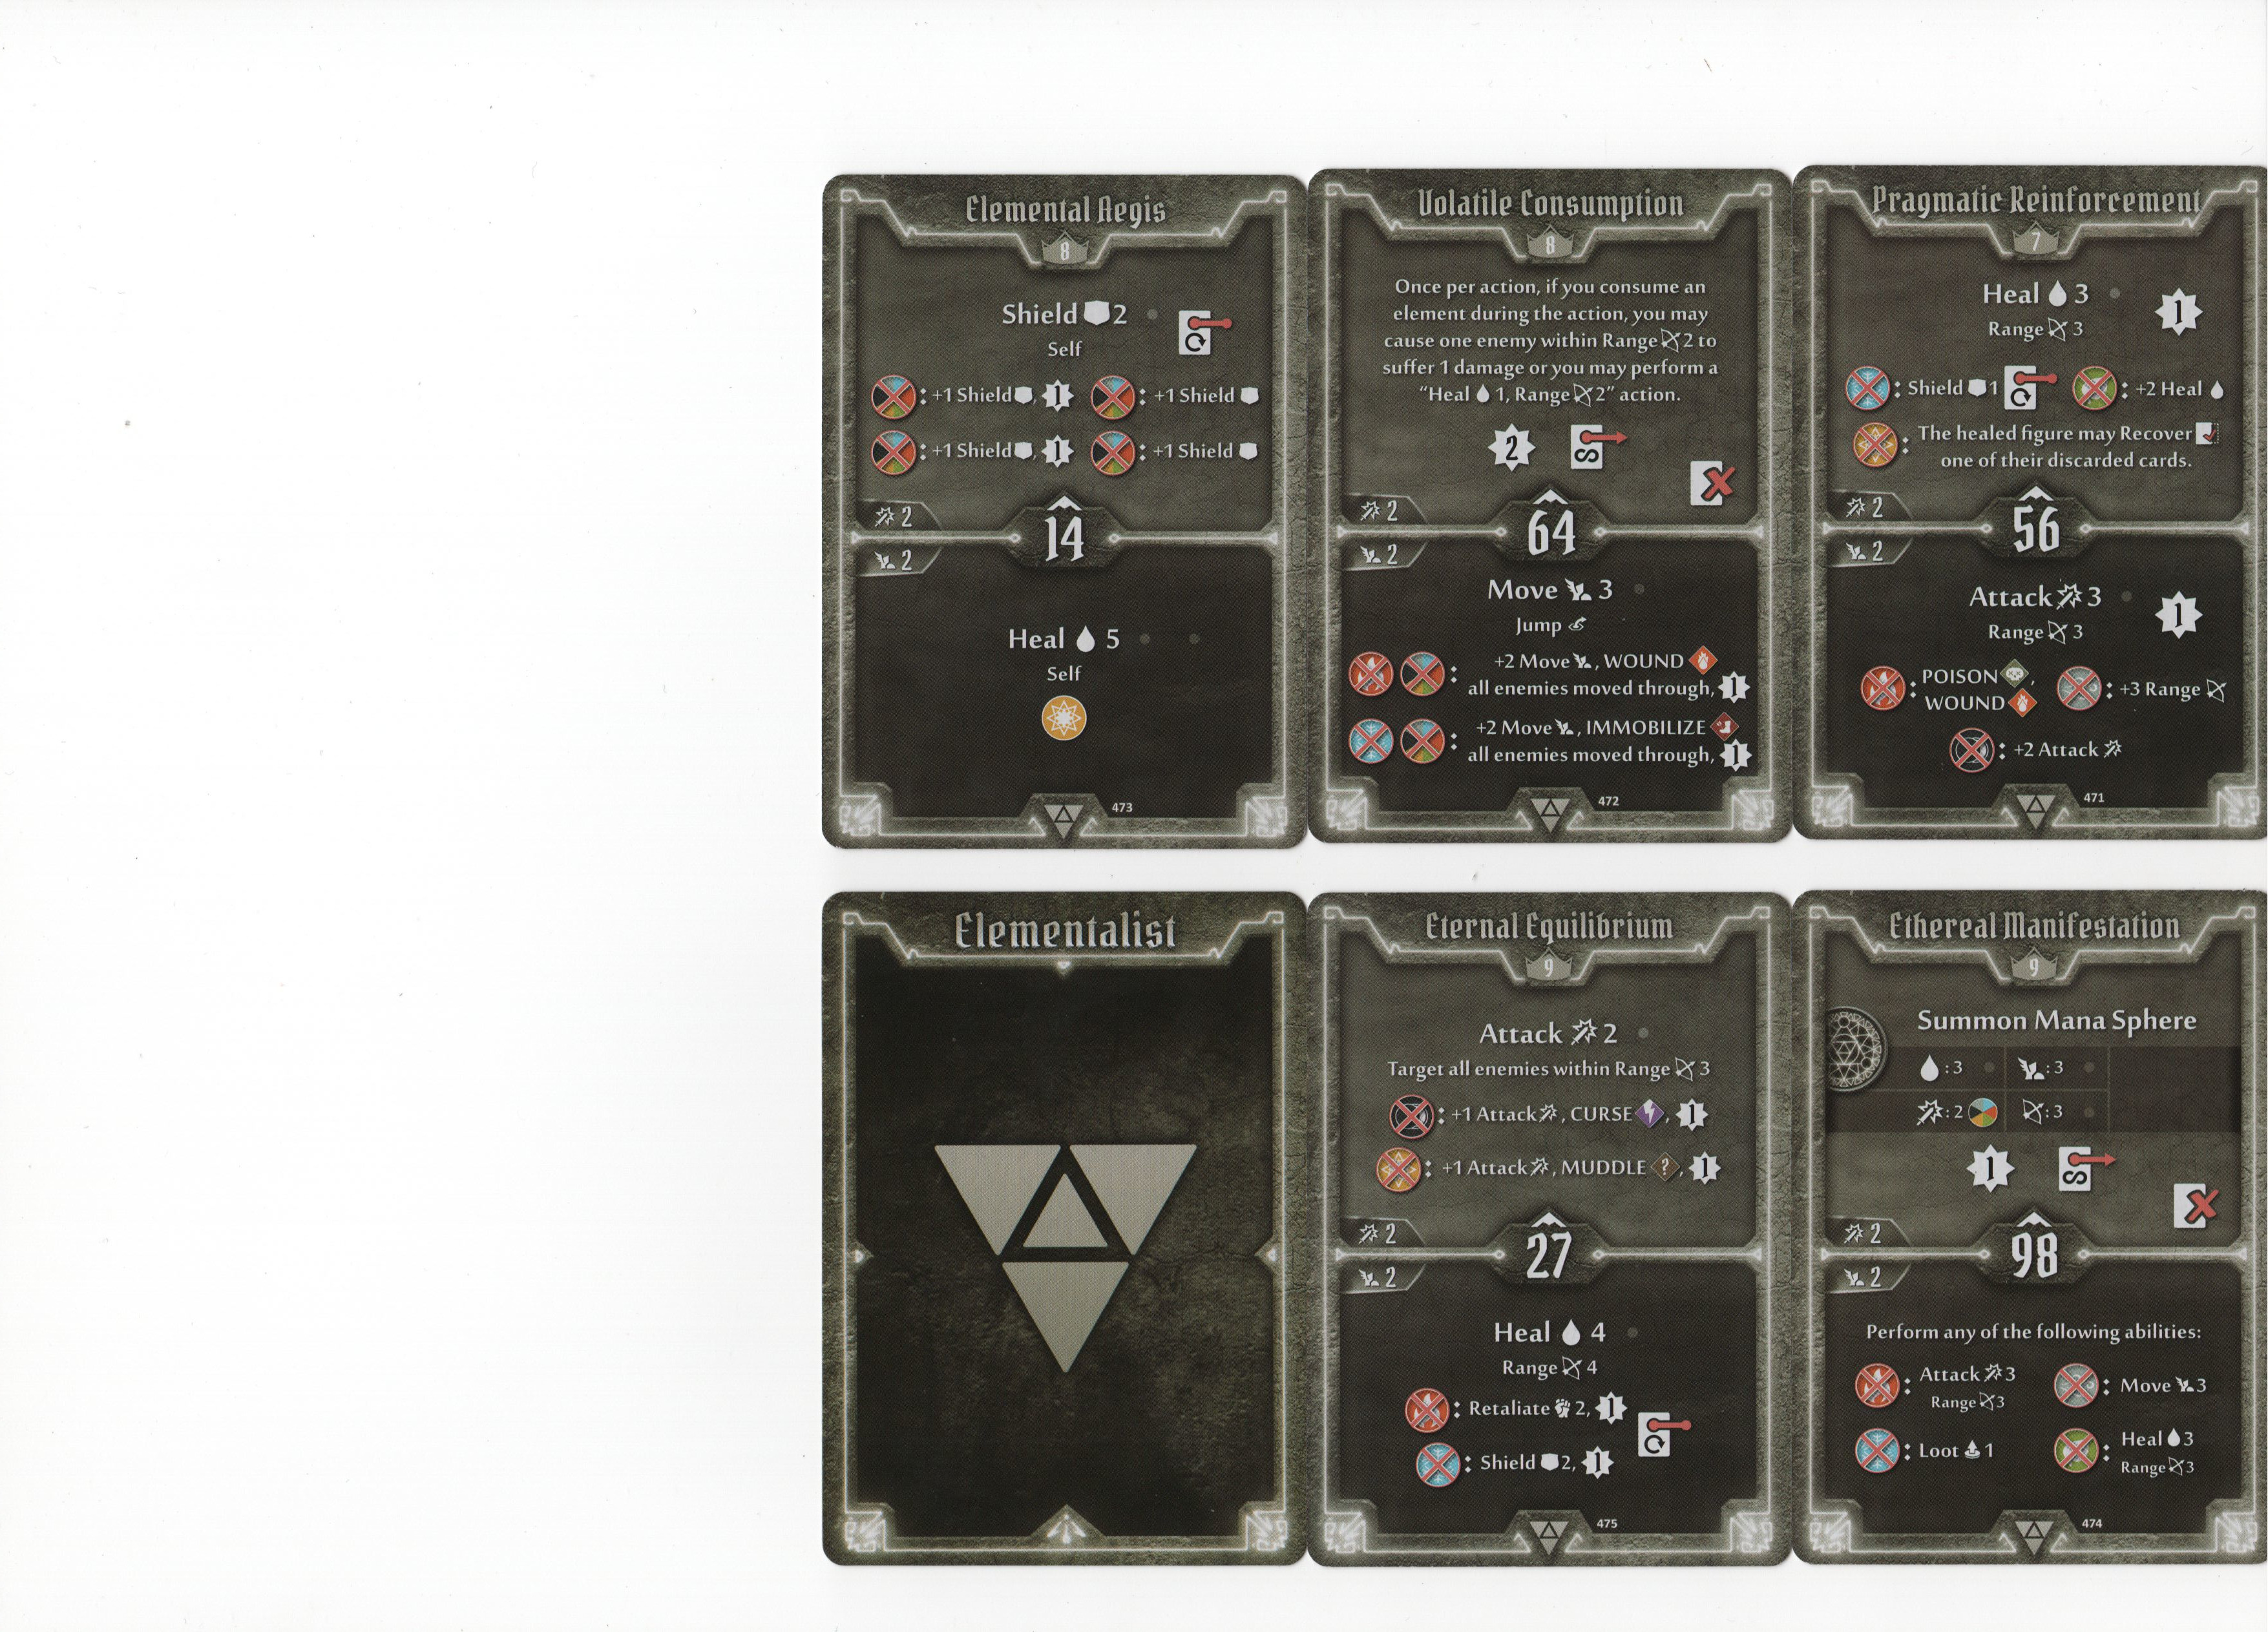 Elemental Aegis
8
Shield 2
Self
: +1 Shield, 1 : +1 Shield
: +1 Shield, 1 : +1 Shield
2
14
2
Heal 5
Self
473
Volatile Consumption
8
Once per action, if you consume an
element during the action, you may
cause one enemy within Range 2 to
suffer 1 damage or you may perform a
“Heal 1, Range 2” action.
2
2
64
2
Move 3
Jump
+2 Move, WOUND
: all enemies moved through, 1
+2 Move, IMMOBILIZE
: all enemies moved through, 1
472
Pragmatic Reinforcement
7
Heal 3
Range 3
1
: Shield 1 : +2 Heal
: The healed figure may Recover
one of their discarded cards.
2
56
2
Attack 3
Range 3
1
: POISON,
WOUND
: +3 Range
: +2 Attack
471
Elementalist
Eternal Equilibrium
9
Attack 2
Target all enemies within Range 3
: +1 Attack, CURSE, 1
: +1 Attack, MUDDLE ?, 1
2
27
2
Heal 4
Range 4
: Retaliate 2, 1
: Shield 2, 1
475
Ethereal Manifestation
9
Summon Mana Sphere
:3 :3
:2 :3
1
2
98
2
Perform any of the following abilities:
: Attack 3
Range 3
: Move 3
: Loot 1
: Heal 3
Range 3
474